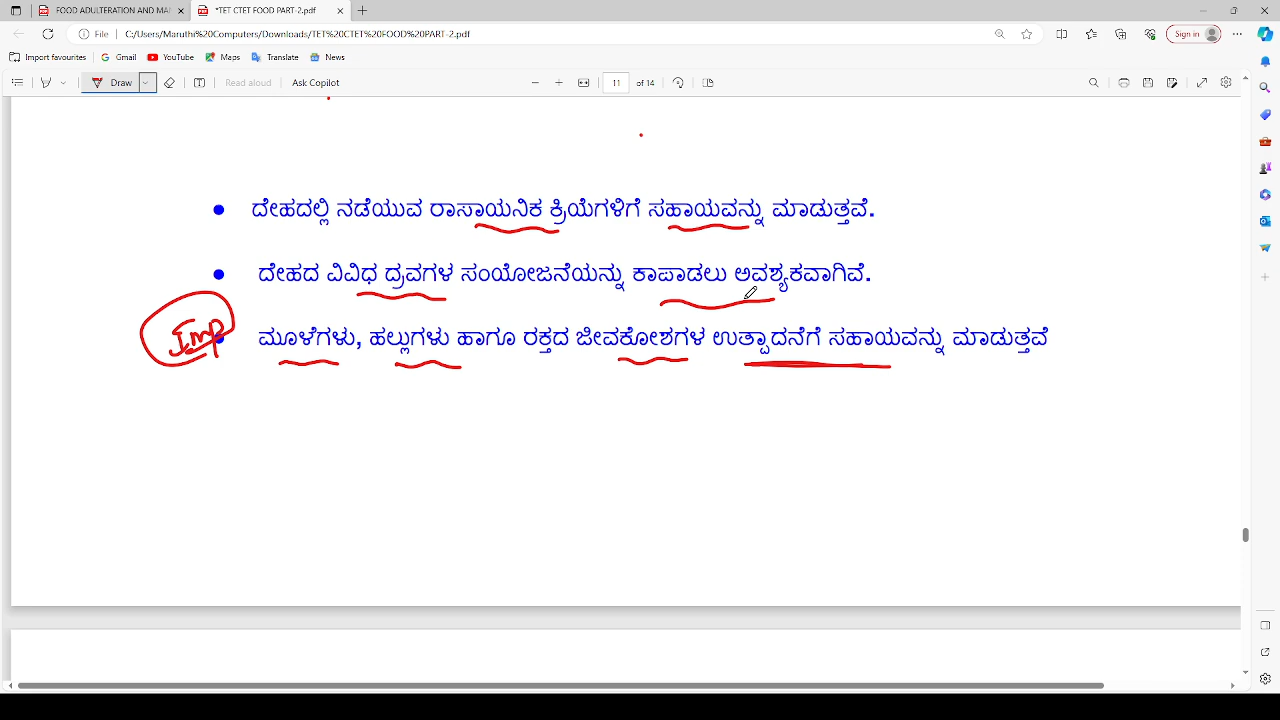 FOOD ADULTERATION AND MA
*TET CTET FOOD PART-2.pdf
File C:/Users/Maruthi%20Computers/Downloads/TET%20CTET%20FOOD%20PART-2.pdf Sign in
Import favourites Gmail YouTube Maps Translate News
Draw Read aloud Ask Copilot 11 of 14
• ದೇಹದಲ್ಲಿ ನಡೆಯುವ ರಾಸಾಯನಿಕ ಕ್ರಿಯೆಗಳಿಗೆ ಸಹಾಯವನ್ನು ಮಾಡುತ್ತವೆ.
• ದೇಹದ ವಿವಿಧ ದ್ರವಗಳ ಸಂಯೋಜನೆಯನ್ನು ಕಾಪಾಡಲು ಅವಶ್ಯಕವಾಗಿವೆ.
Imp • ಮೂಳೆಗಳು, ಹಲ್ಲುಗಳು ಹಾಗೂ ರಕ್ತದ ಜೀವಕೋಶಗಳ ಉತ್ಪಾದನೆಗೆ ಸಹಾಯವನ್ನು ಮಾಡುತ್ತವೆ